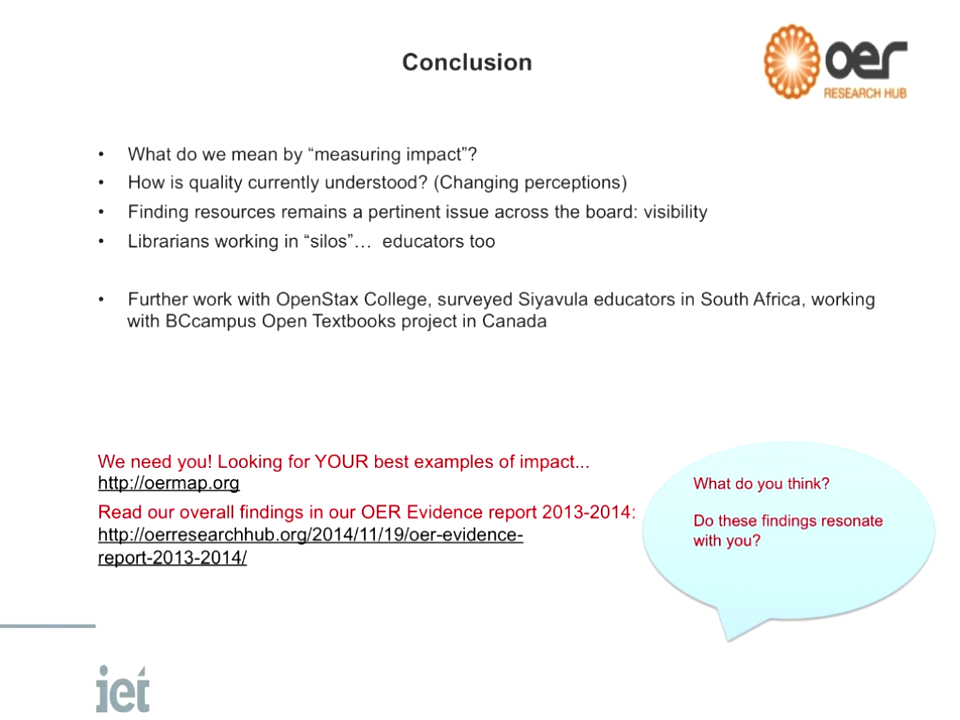 Conclusion
oer
RESEARCH HUB
• What do we mean by “measuring impact”?
• How is quality currently understood? (Changing perceptions)
• Finding resources remains a pertinent issue across the board: visibility
• Librarians working in “silos”… educators too
• Further work with OpenStax College, surveyed Siyavula educators in South Africa, working
with BCcampus Open Textbooks project in Canada
We need you! Looking for YOUR best examples of impact...
http://oermap.org
Read our overall findings in our OER Evidence report 2013-2014:
http://oerresearchhub.org/2014/11/19/oer-evidence-
report-2013-2014/
What do you think?
Do these findings resonate
with you?
iet